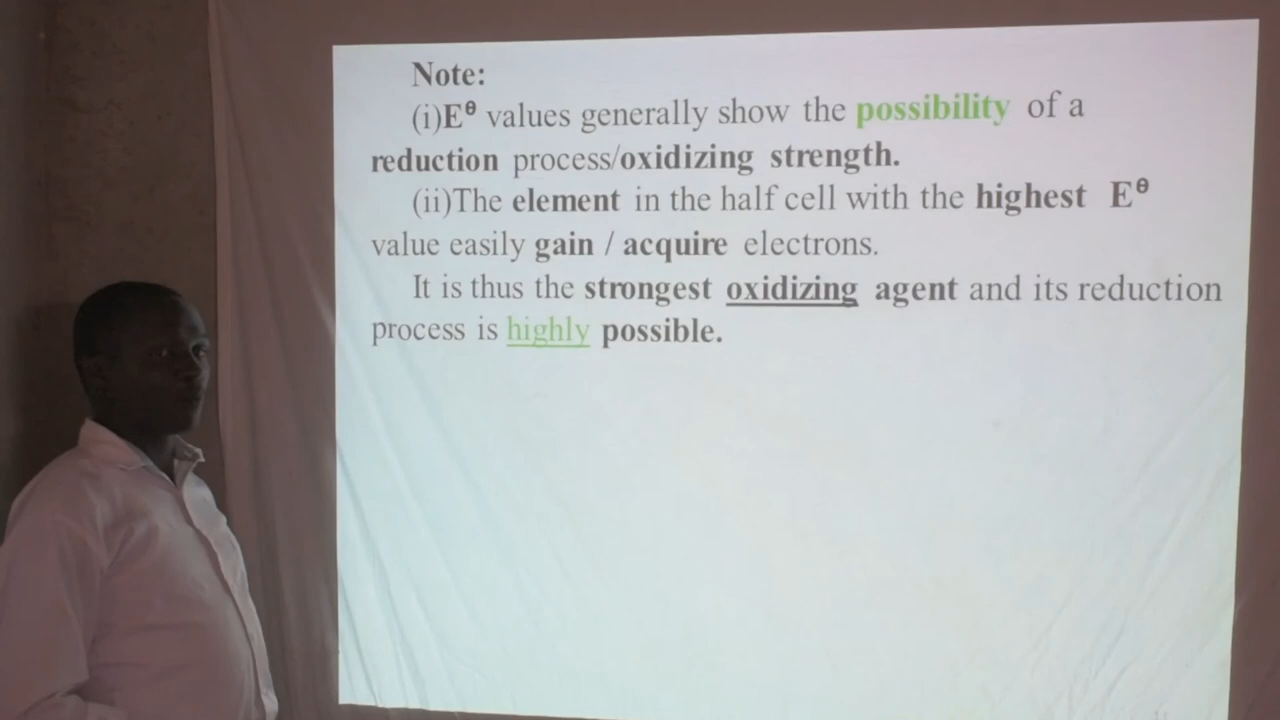 Note:
(i)Eᶿ values generally show the possibility of a
reduction process/oxidizing strength.
(ii)The element in the half cell with the highest Eᶿ
value easily gain / acquire electrons.
It is thus the strongest oxidizing agent and its reduction
process is highly possible.